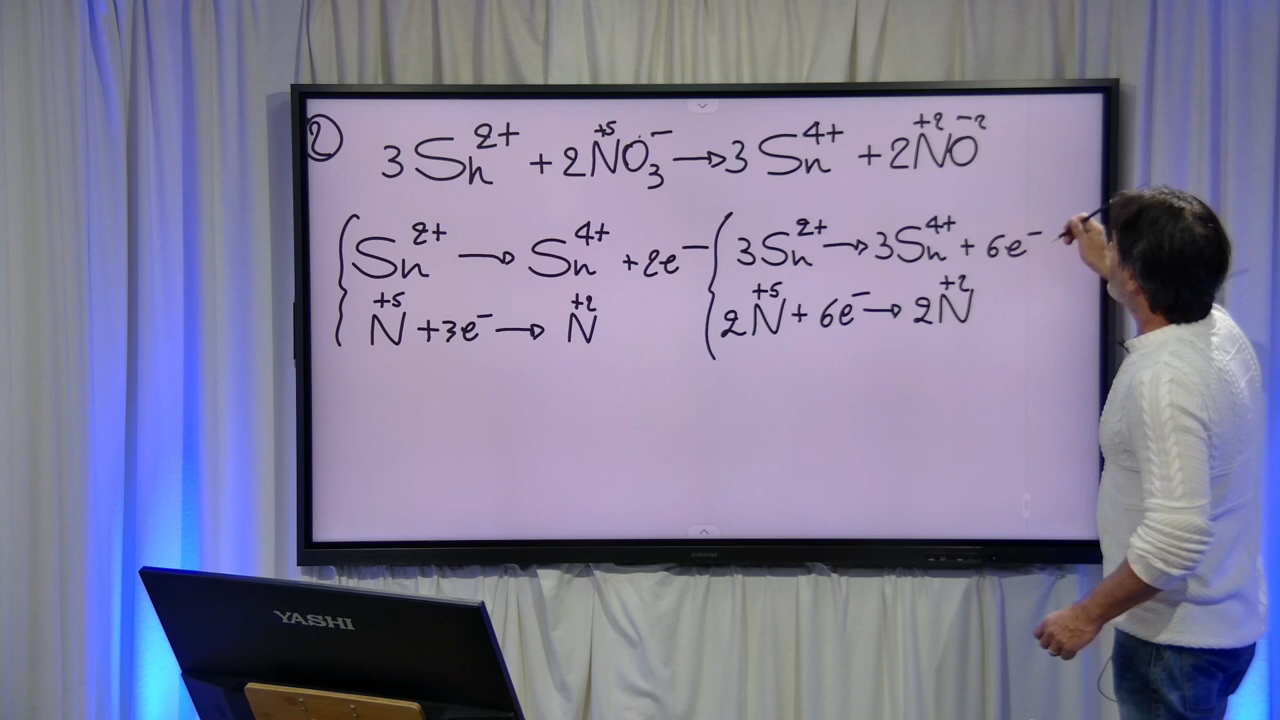 ②
3Sn²⁺ + 2N⁺⁵O₃⁻ → 3Sn⁴⁺ + 2N⁺²O⁻²
Sn²⁺ → Sn⁴⁺ + 2e⁻
N⁺⁵ + 3e⁻ → N⁺²
3Sn²⁺ → 3Sn⁴⁺ + 6e⁻
2N⁺⁵ + 6e⁻ → 2N⁺²
SAMSUNG
YASHI